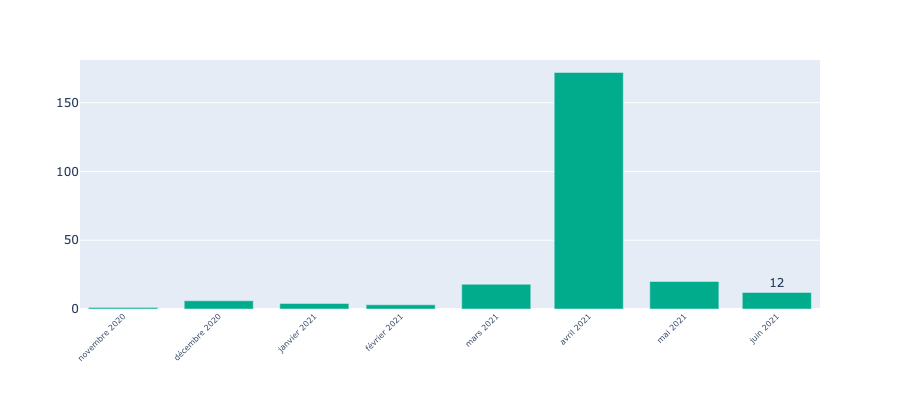 150
100
50
0
12
novembre 2020
décembre 2020
janvier 2021
février 2021
mars 2021
avril 2021
mai 2021
juin 2021